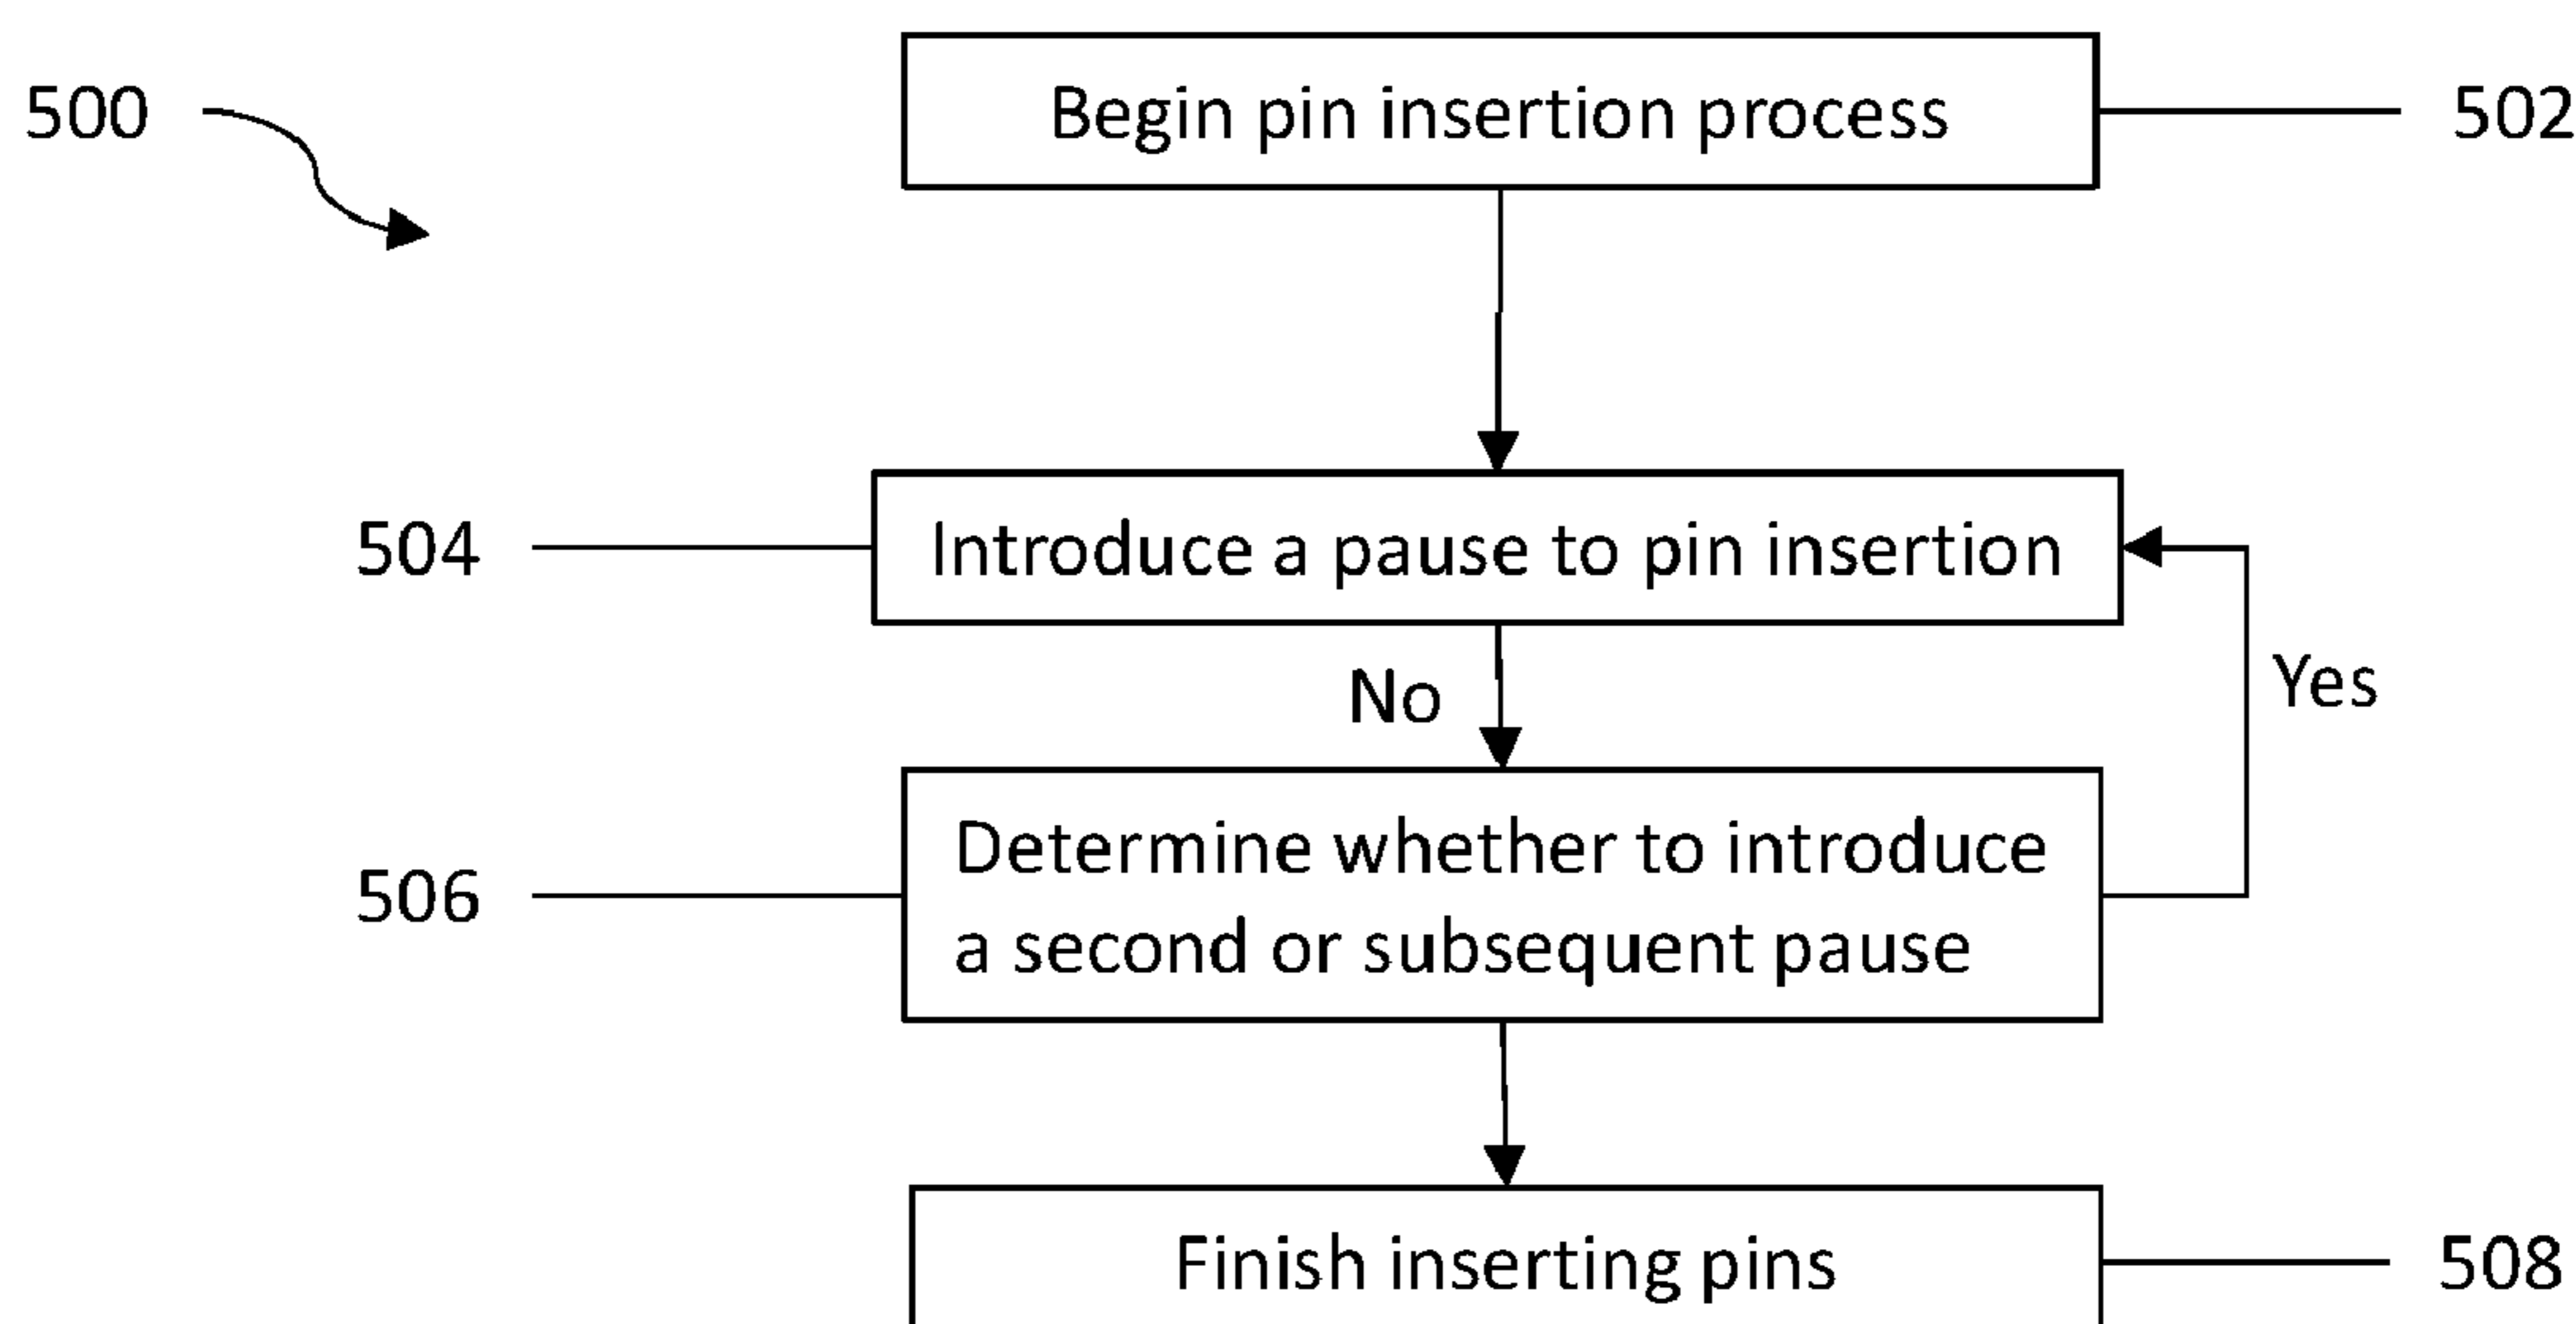 500
Begin pin insertion process
502
504
Introduce a pause to pin insertion
No
Yes
506
Determine whether to introduce
a second or subsequent pause
Finish inserting pins
508